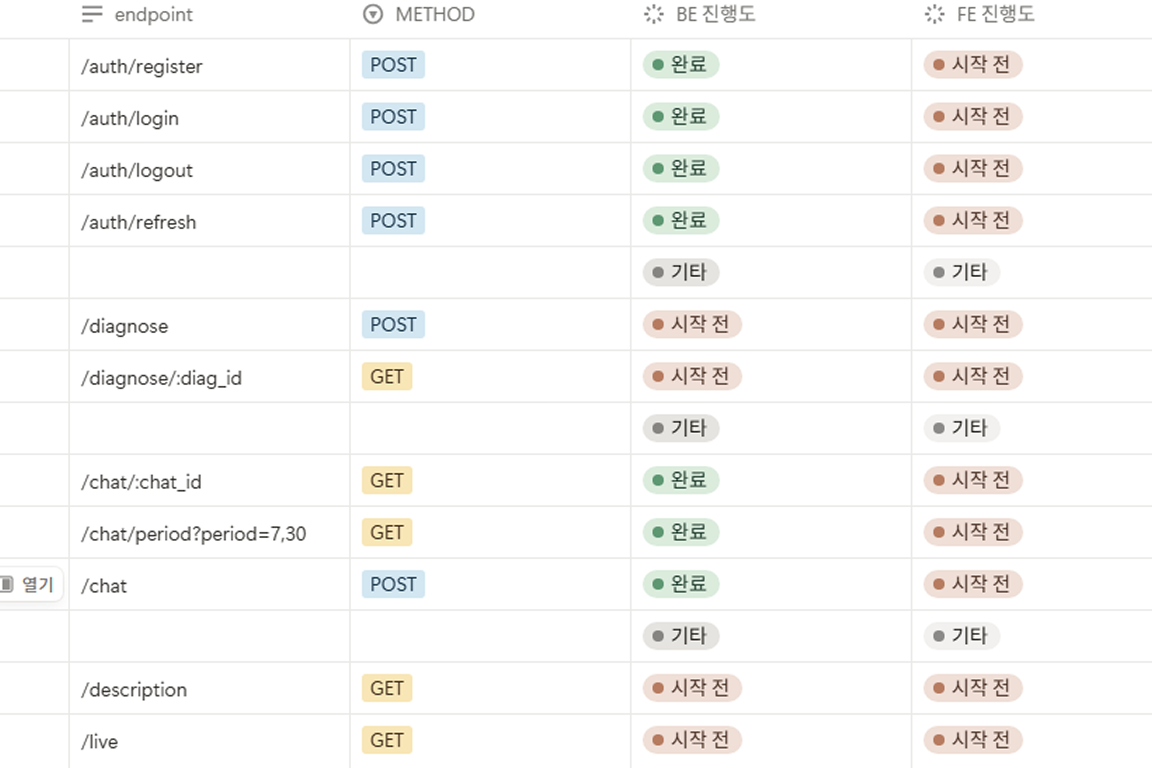 endpoint METHOD BE 진행도 FE 진행도
/auth/register POST 완료 시작 전
/auth/login POST 완료 시작 전
/auth/logout POST 완료 시작 전
/auth/refresh POST 완료 시작 전
기타 기타
/diagnose POST 시작 전 시작 전
/diagnose/:diag_id GET 시작 전 시작 전
기타 기타
/chat/:chat_id GET 완료 시작 전
/chat/period?period=7,30 GET 완료 시작 전
열기 /chat POST 완료 시작 전
기타 기타
/description GET 시작 전 시작 전
/live GET 시작 전 시작 전